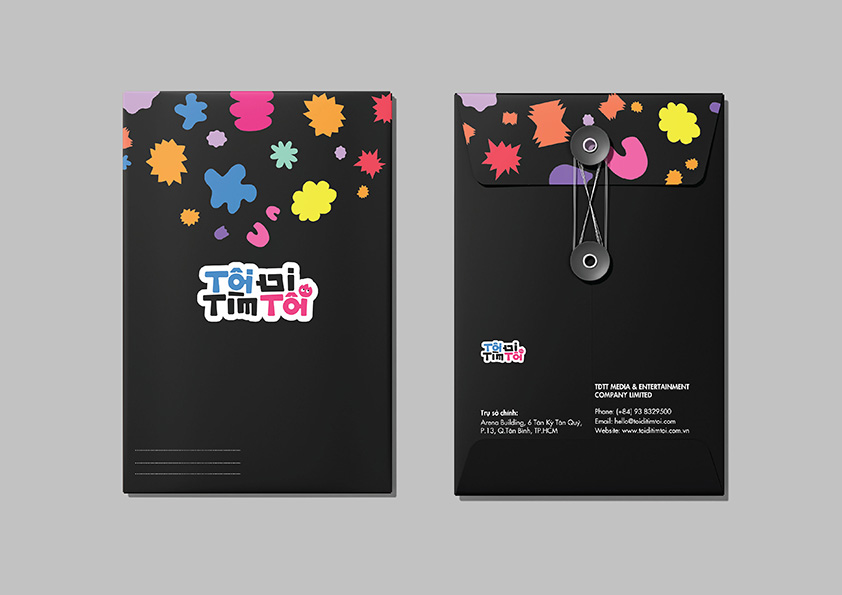 Tôi Đi
Tìm Tôi
Tôi Đi
Tìm Tôi
TDTT MEDIA & ENTERTAINMENT
COMPANY LIMITED
Trụ sở chính:
Arena Building, 6 Tân Kỳ Tân Quý,
P.13, Q.Tân Bình, TP.HCM
Phone: (+84) 93 8329500
Email: hello@toiditimtoi.com
Website: www.toiditimtoi.com.vn